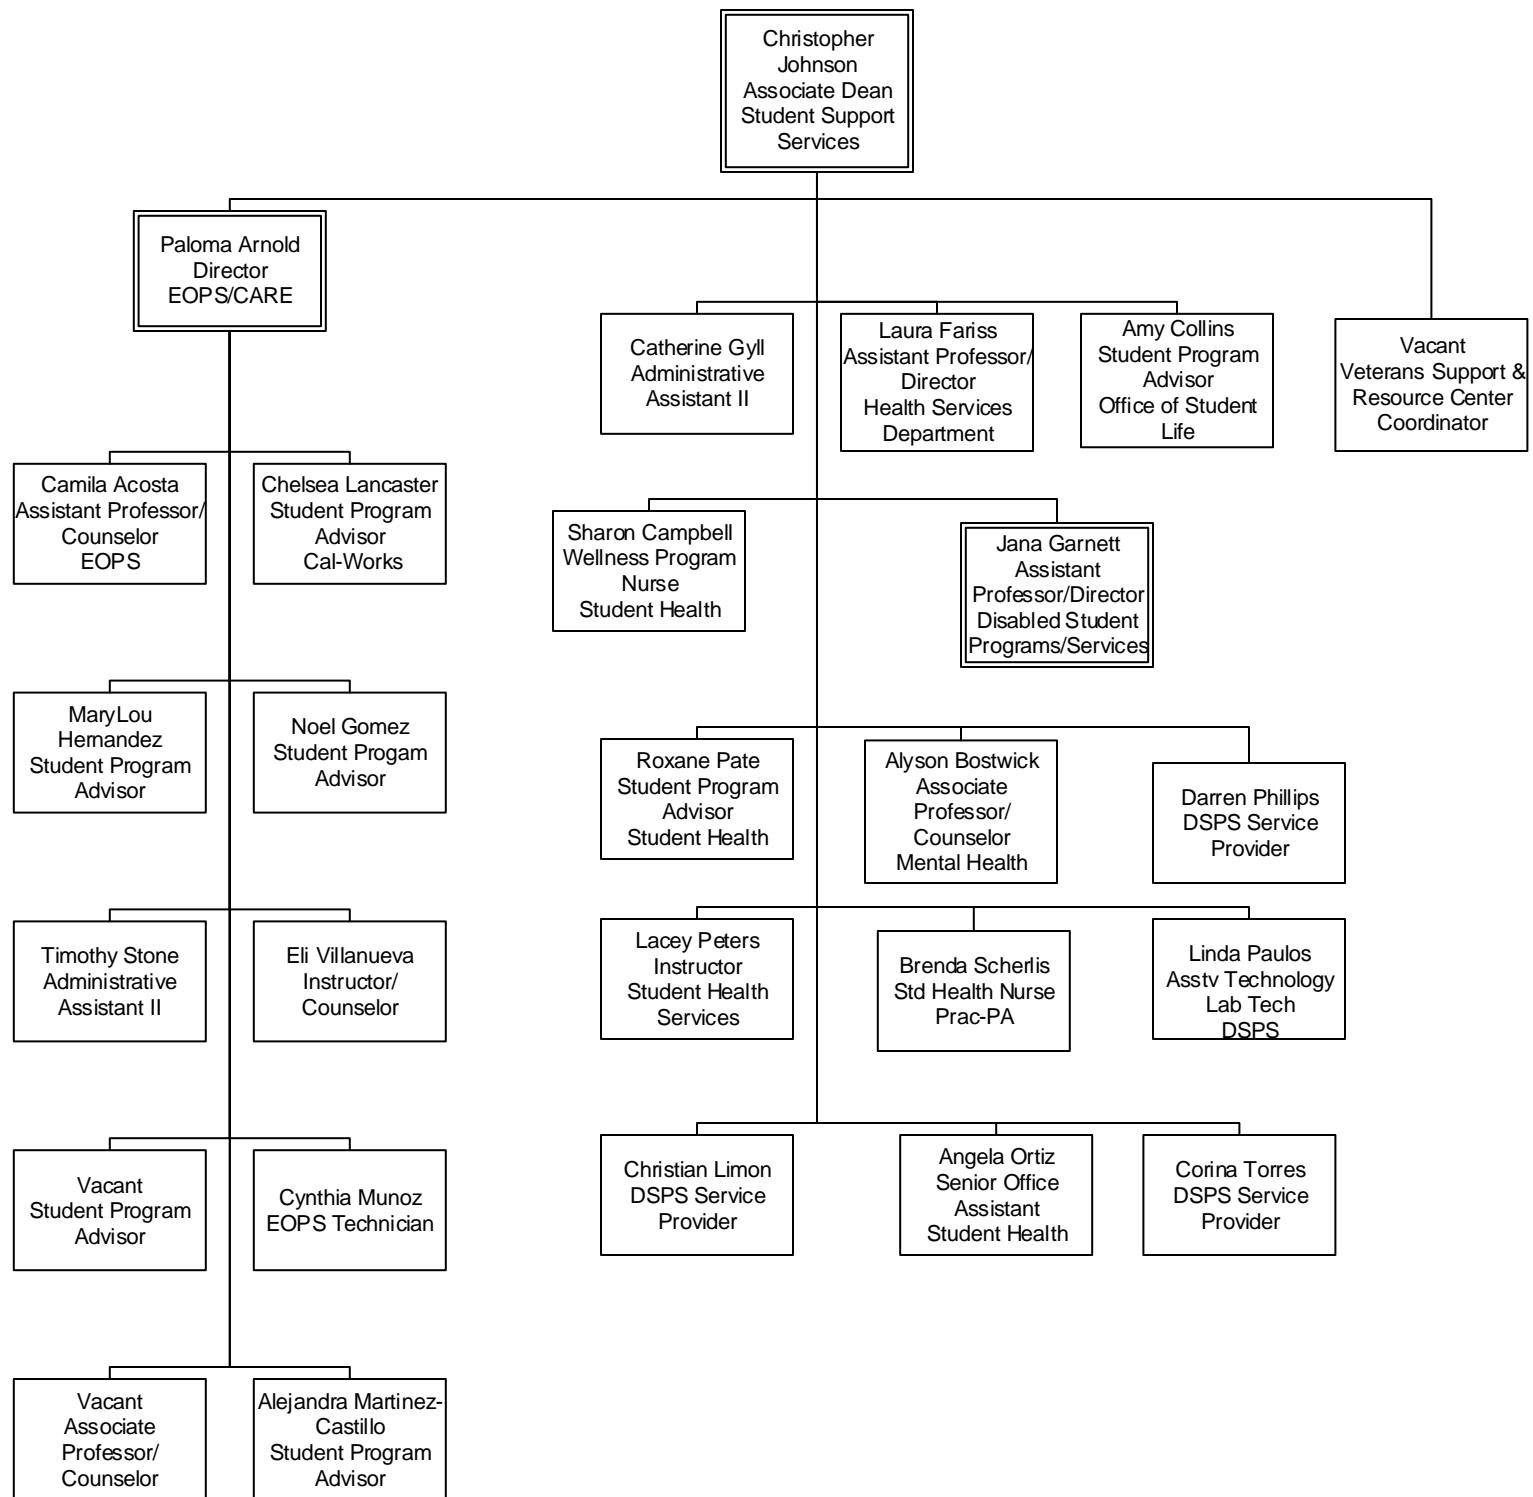 Christopher
Johnson
Associate Dean
Student Support
Services
Paloma Arnold
Director
EOPS/CARE
Catherine Gyll
Administrative
Assistant II
Laura Fariss
Assistant Professor/
Director
Health Services
Department
Amy Collins
Student Program
Advisor
Office of Student
Life
Vacant
Veterans Support &
Resource Center
Coordinator
Camila Acosta
Assistant Professor/
Counselor
EOPS
Chelsea Lancaster
Student Program
Advisor
Cal-Works
Sharon Campbell
Wellness Program
Nurse
Student Health
Jana Garnett
Assistant
Professor/Director
Disabled Student
Programs/Services
MaryLou
Hernandez
Student Program
Advisor
Noel Gomez
Student Progam
Advisor
Roxane Pate
Student Program
Advisor
Student Health
Alyson Bostwick
Associate
Professor/
Counselor
Mental Health
Darren Phillips
DSPS Service
Provider
Timothy Stone
Administrative
Assistant II
Eli Villanueva
Instructor/
Counselor
Lacey Peters
Instructor
Student Health
Services
Brenda Scherlis
Std Health Nurse
Prac-PA
Linda Paulos
Asstv Technology
Lab Tech
DSPS
Vacant
Student Program
Advisor
Cynthia Munoz
EOPS Technician
Christian Limon
DSPS Service
Provider
Angela Ortiz
Senior Office
Assistant
Student Health
Corina Torres
DSPS Service
Provider
Vacant
Associate
Professor/
Counselor
Alejandra Martinez-
Castillo
Student Program
Advisor